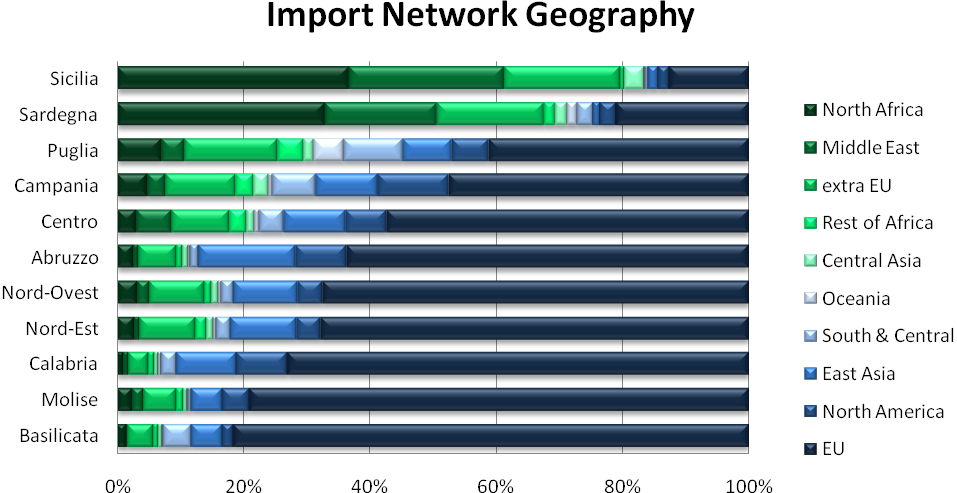 Import Network Geography
Sicilia
Sardegna
Puglia
Campania
Centro
Abruzzo
Nord-Ovest
Nord-Est
Calabria
Molise
Basilicata
0%
20%
40%
60%
80%
100%
North Africa
Middle East
extra EU
Rest of Africa
Central Asia
Oceania
South & Central
East Asia
North America
EU